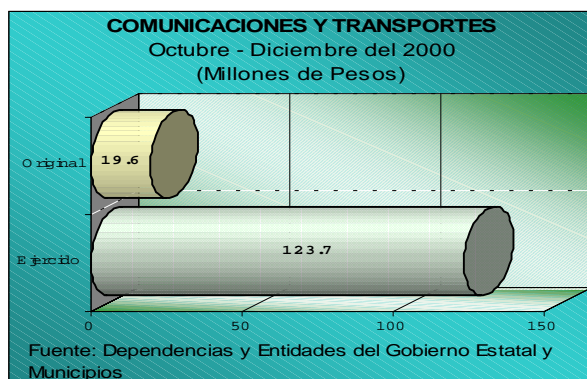 COMUNICACIONES Y TRANSPORTES
Octubre - Diciembre del 2000
(Millones de Pesos)
Original
19.6
Ejercido
123.7
0 50 100 150
Fuente: Dependencias y Entidades del Gobierno Estatal y
Municipios